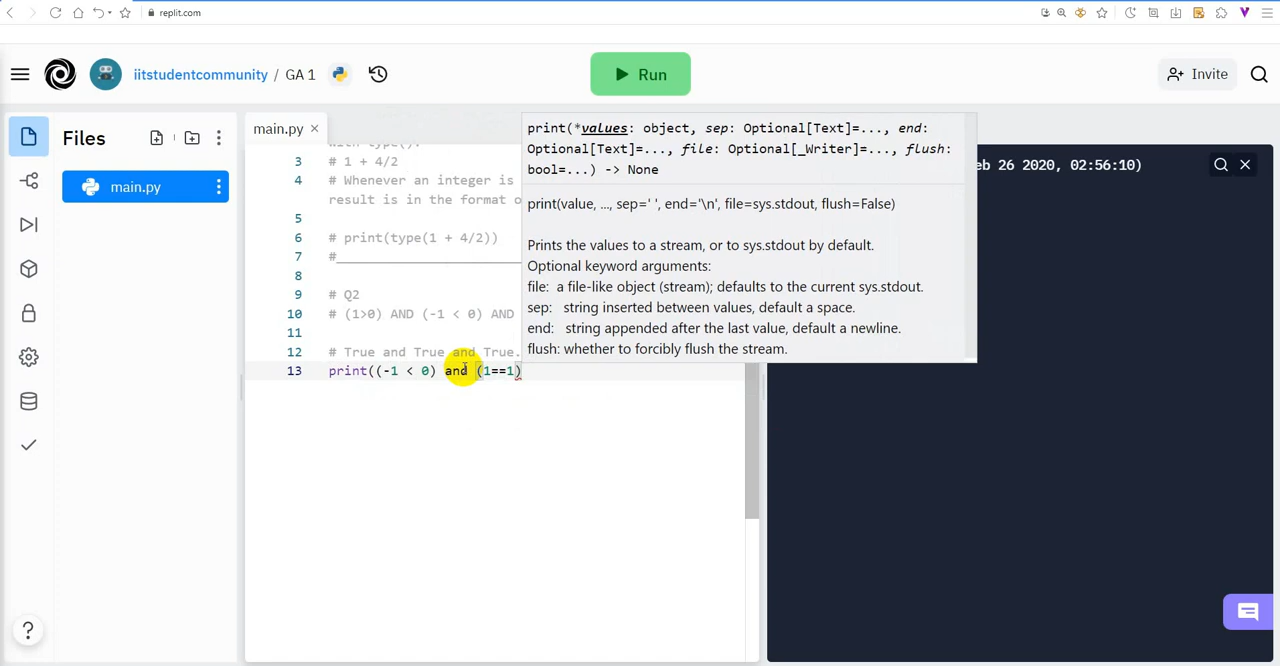 replit.com
iitstudentcommunity / GA 1
Run
Invite
Files
main.py
main.py ×
with type().
3 # 1 + 4/2
4 # Whenever an integer is
result is in the format o
5
6 # print(type(1 + 4/2))
7 #______________________
8
9 # Q2
10 # (1>0) AND (-1 < 0) AND
11
12 # True and True and True.
13 print((-1 < 0) and (1==1)
print(*values: object, sep: Optional[Text]=..., end:
Optional[Text]=..., file: Optional[_Writer]=..., flush:
bool=...) -> None
print(value, ..., sep=' ', end='\n', file=sys.stdout, flush=False)
Prints the values to a stream, or to sys.stdout by default.
Optional keyword arguments:
file: a file-like object (stream); defaults to the current sys.stdout.
sep: string inserted between values, default a space.
end: string appended after the last value, default a newline.
flush: whether to forcibly flush the stream.
eb 26 2020, 02:56:10)
?